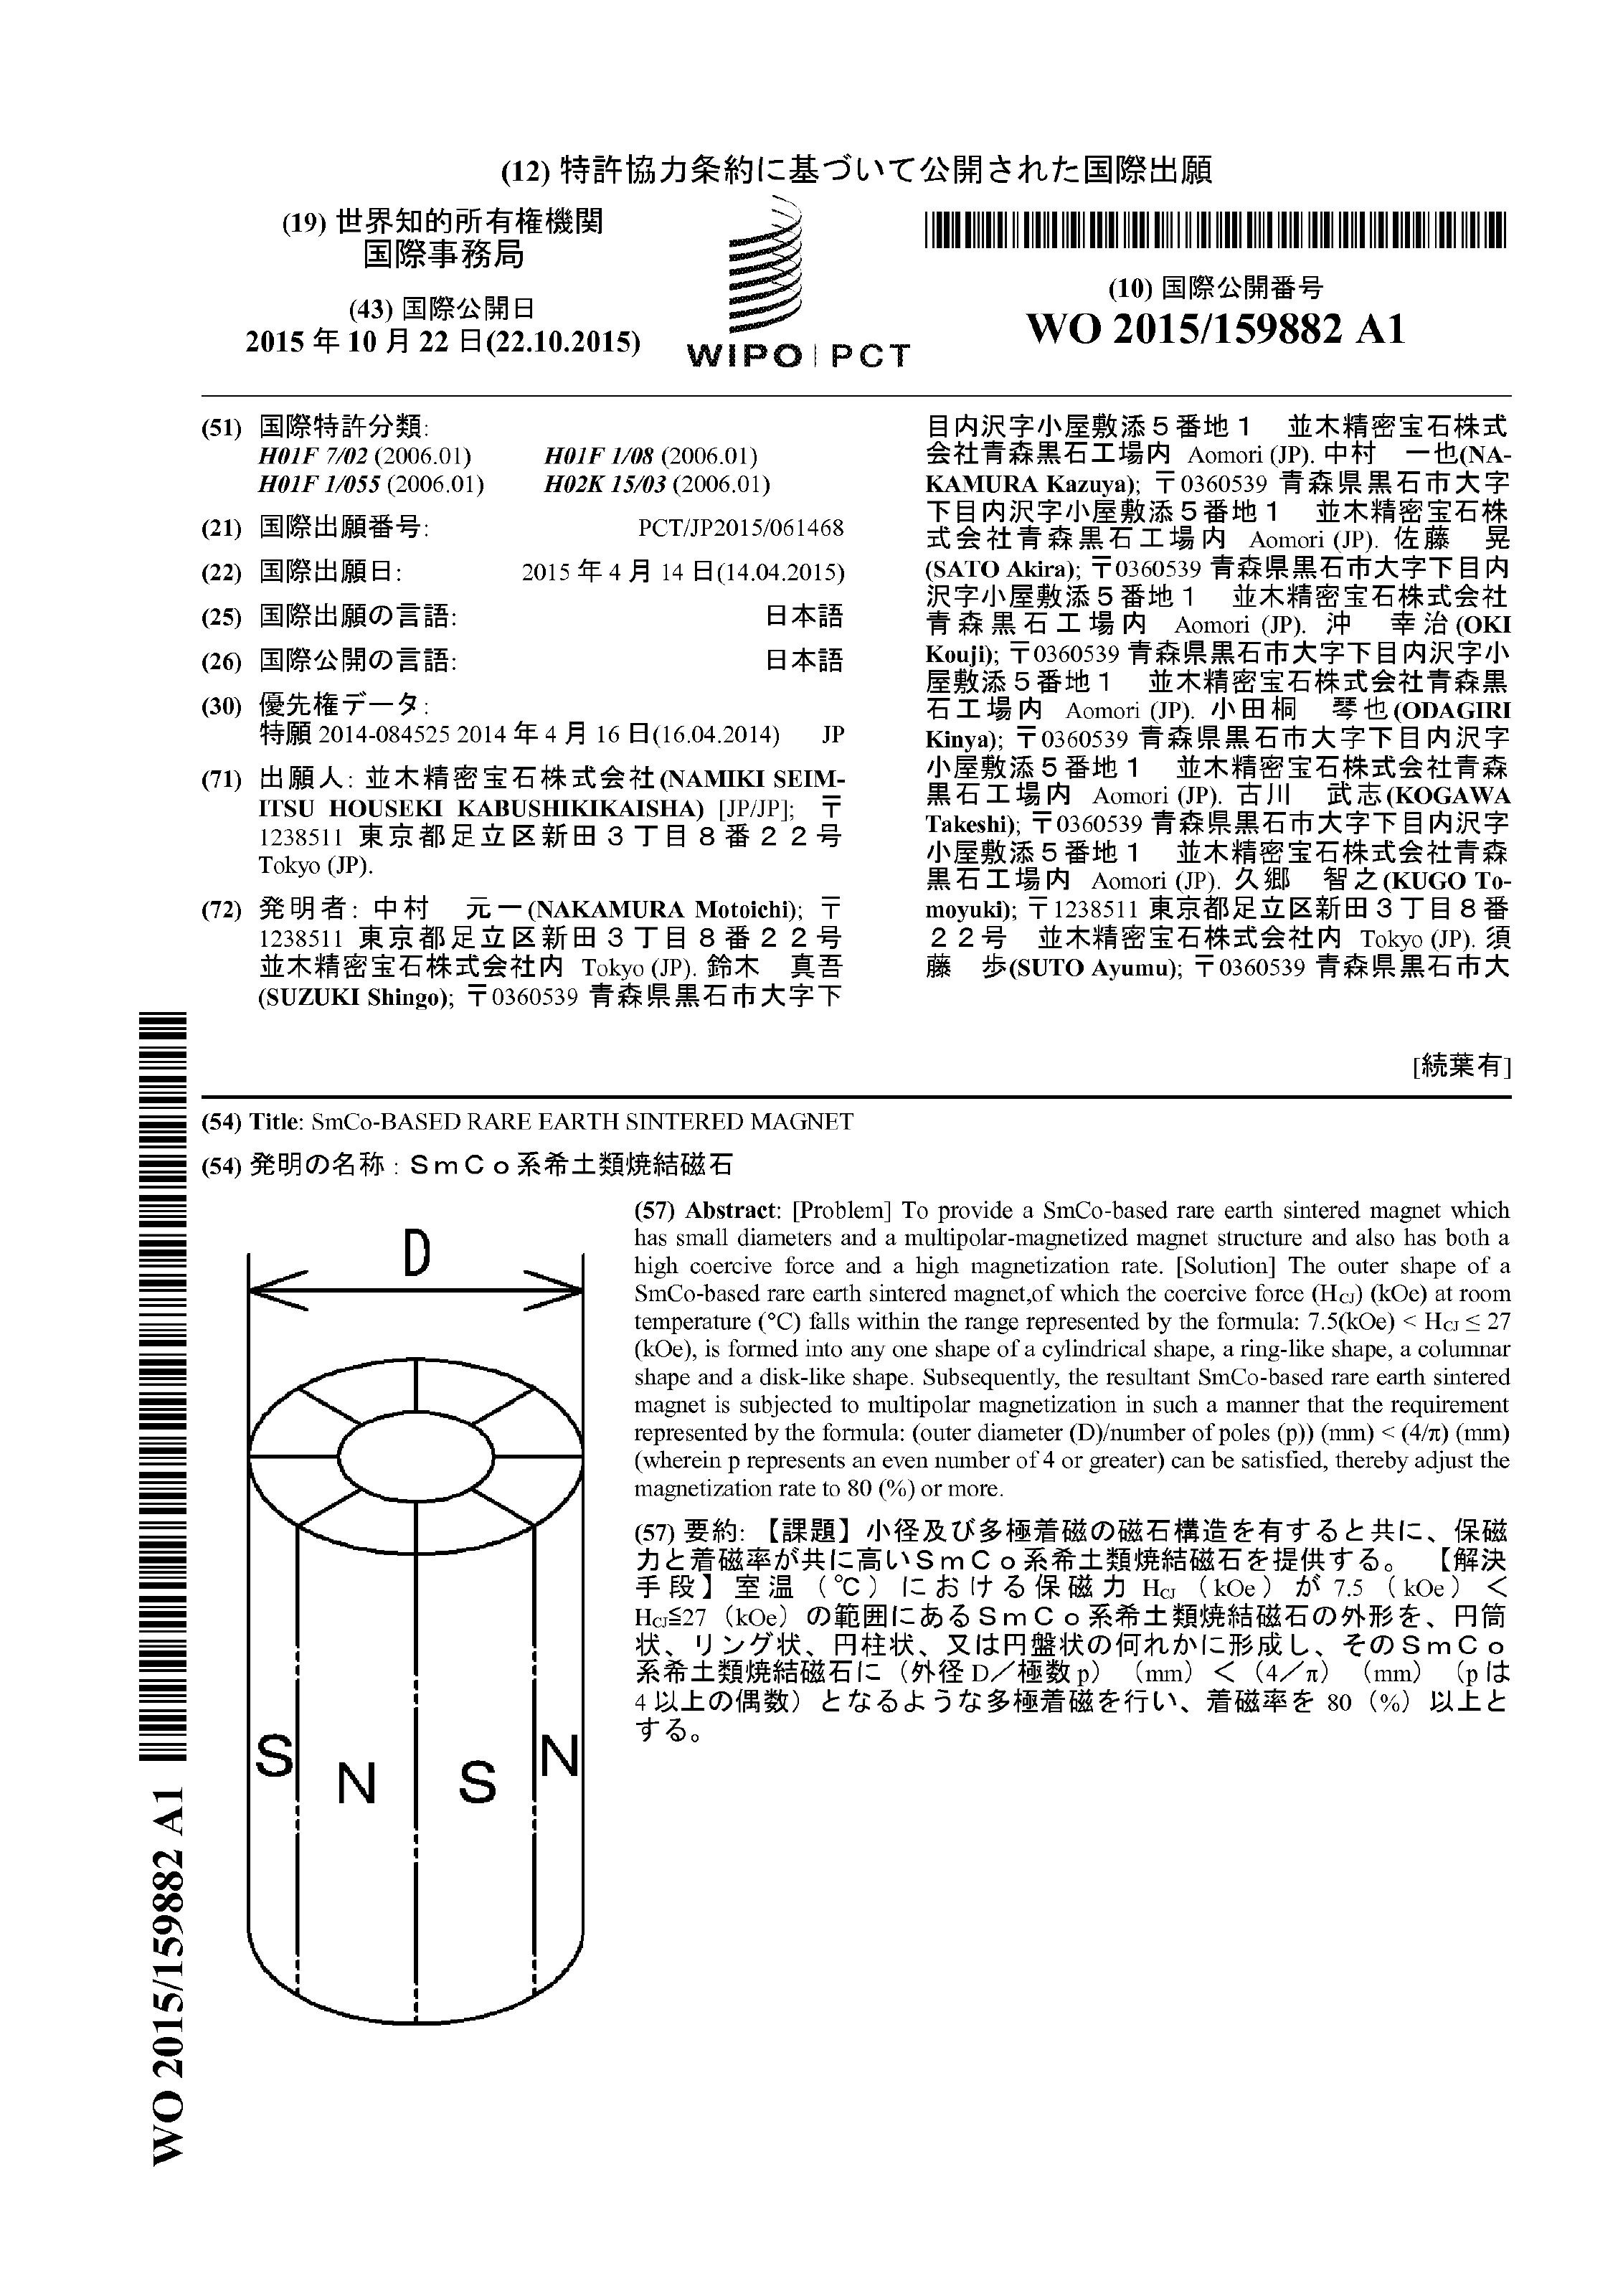 (12) 特許協力条約に基づいて公開された国際出願
(19) 世界知的所有権機関
国際事務局
(43) 国際公開日
2015 年 10 月 22 日(22.10.2015)
WIPO | PCT
(10) 国際公開番号
WO 2015/159882 A1
(51) 国際特許分類:
H01F 7/02 (2006.01) H01F 1/08 (2006.01)
H01F 1/055 (2006.01) H02K 15/03 (2006.01)
(21) 国際出願番号: PCT/JP2015/061468
(22) 国際出願日: 2015 年 4 月 14 日(14.04.2015)
(25) 国際出願の言語: 日本語
(26) 国際公開の言語: 日本語
(30) 優先権データ:
特願 2014-084525 2014 年 4 月 16 日(16.04.2014) JP
(71) 出願人: 並木精密宝石株式会社(NAMIKI SEIM-
ITSU HOUSEKI KABUSHIKIKAISHA) [JP/JP]; 〒
1238511 東京都足立区新田３丁目８番２２号
Tokyo (JP).
(72) 発明者: 中村 元一(NAKAMURA Motoichi); 〒
1238511 東京都足立区新田３丁目８番２２号
並木精密宝石株式会社内 Tokyo (JP). 鈴木 真吾
(SUZUKI Shingo); 〒0360539 青森県黒石市大字下
目内沢字小屋敷添５番地１ 並木精密宝石株式
会社青森黒石工場内 Aomori (JP). 中村 一也(NA-
KAMURA Kazuya); 〒0360539 青森県黒石市大字
下目内沢字小屋敷添５番地１ 並木精密宝石株
式会社青森黒石工場内 Aomori (JP). 佐藤 晃
(SATO Akira); 〒0360539 青森県黒石市大字下目内
沢字小屋敷添５番地１ 並木精密宝石株式会社
青森黒石工場内 Aomori (JP). 沖 幸治(OKI
Kouji); 〒0360539 青森県黒石市大字下目内沢字小
屋敷添５番地１ 並木精密宝石株式会社青森黒
石工場内 Aomori (JP). 小田桐 琴也(ODAGIRI
Kinya); 〒0360539 青森県黒石市大字下目内沢字
小屋敷添５番地１ 並木精密宝石株式会社青森
黒石工場内 Aomori (JP). 古川 武志(KOGAWA
Takeshi); 〒0360539 青森県黒石市大字下目内沢字
小屋敷添５番地１ 並木精密宝石株式会社青森
黒石工場内 Aomori (JP). 久郷 智之(KUGO To-
moyuki); 〒1238511 東京都足立区新田３丁目８番
２２号 並木精密宝石株式会社内 Tokyo (JP). 須
藤 歩(SUTO Ayumu); 〒0360539 青森県黒石市大
[続葉有]
(54) Title: SmCo-BASED RARE EARTH SINTERED MAGNET
(54) 発明の名称 : ＳｍＣｏ系希土類焼結磁石
(57) Abstract: [Problem] To provide a SmCo-based rare earth sintered magnet which
has small diameters and a multipolar-magnetized magnet structure and also has both a
high coercive force and a high magnetization rate. [Solution] The outer shape of a
SmCo-based rare earth sintered magnet,of which the coercive force (HCJ) (kOe) at room
temperature (°C) falls within the range represented by the formula: 7.5(kOe) < HCJ ≤ 27
(kOe), is formed into any one shape of a cylindrical shape, a ring-like shape, a columnar
shape and a disk-like shape. Subsequently, the resultant SmCo-based rare earth sintered
magnet is subjected to multipolar magnetization in such a manner that the requirement
represented by the formula: (outer diameter (D)/number of poles (p)) (mm) < (4/π) (mm)
(wherein p represents an even number of 4 or greater) can be satisfied, thereby adjust the
magnetization rate to 80 (%) or more.
(57) 要約: 【課題】小径及び多極着磁の磁石構造を有すると共に、保磁
力と着磁率が共に高いＳｍＣｏ系希土類焼結磁石を提供する。 【解決
手段】室温（℃）における保磁力 HCJ （kOe）が 7.5 （kOe）＜
HCJ≦27 （kOe）の範囲にあるＳｍＣｏ系希土類焼結磁石の外形を、円筒
状、リング状、円柱状、又は円盤状の何れかに形成し、そのＳｍＣｏ
系希土類焼結磁石に（外径 D／極数 p）（mm）＜（4／π）（mm）（p は
4 以上の偶数）となるような多極着磁を行い、着磁率を 80（%）以上と
する。
D
S
N
S
N
WO 2015/159882 A1